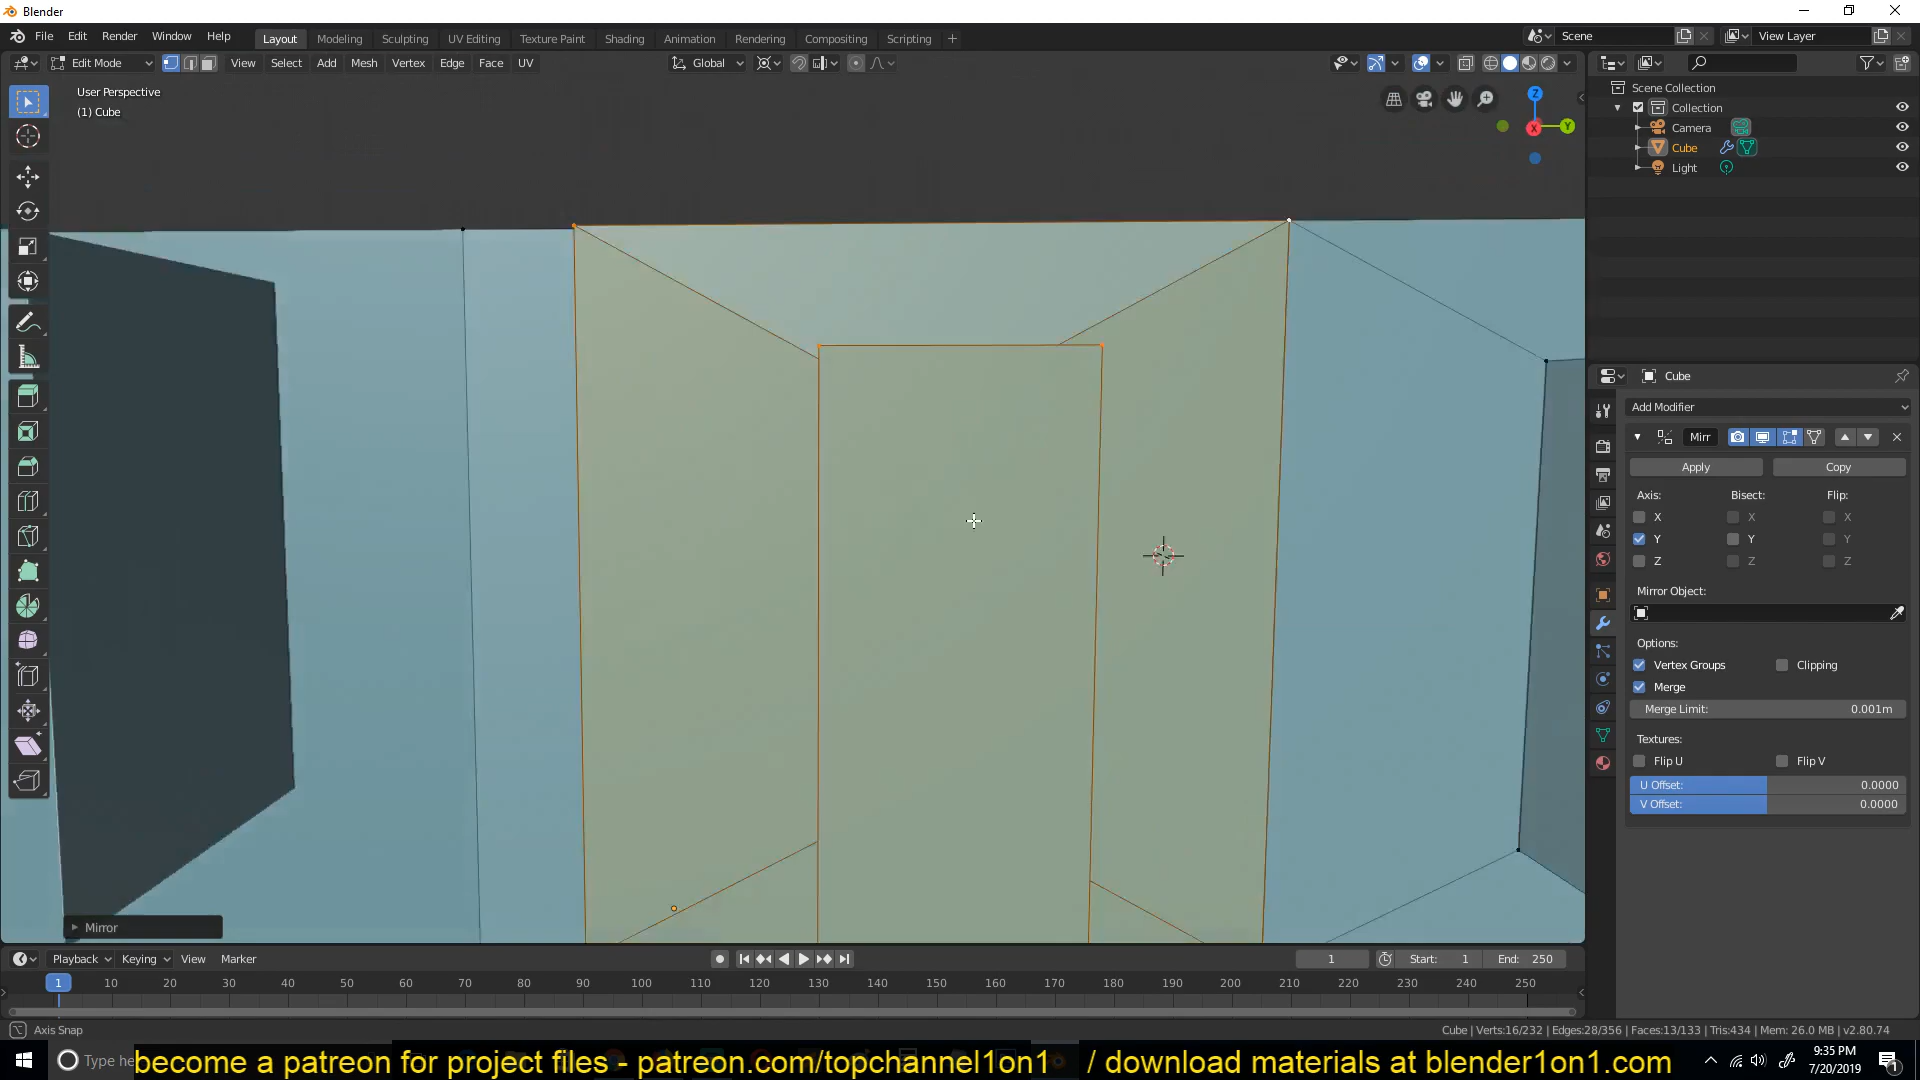 Blender
File Edit Render Window Help
Layout Modeling Sculpting UV Editing Texture Paint Shading Animation Rendering Compositing Scripting +
Scene
View Layer
Edit Mode View Select Add Mesh Vertex Edge Face UV
Global
User Perspective
(1) Cube
Z
Y
X
Scene Collection
Collection
Camera
Cube
Light
Cube
Add Modifier
Mirr
Apply Copy
Axis: Bisect: Flip:
X X X
Y Y Y
Z Z Z
Mirror Object:
Options:
Vertex Groups Clipping
Merge
Merge Limit: 0.001m
Textures:
Flip U Flip V
U Offset: 0.0000
V Offset: 0.0000
Mirror
Playback Keying View Marker
1 Start: 1 End: 250
1 10 20 30 40 50 60 70 80 90 100 110 120 130 140 150 160 170 180 190 200 210 220 230 240 250
Axis Snap
Cube | Verts:16/232 | Edges:28/356 | Faces:13/133 | Tris:434 | Mem: 26.0 MB | v2.80.74
Type he
become a patreon for project files - patreon.com/topchannel1on1 / download materials at blender1on1.com
9:35 PM
7/20/2019
1